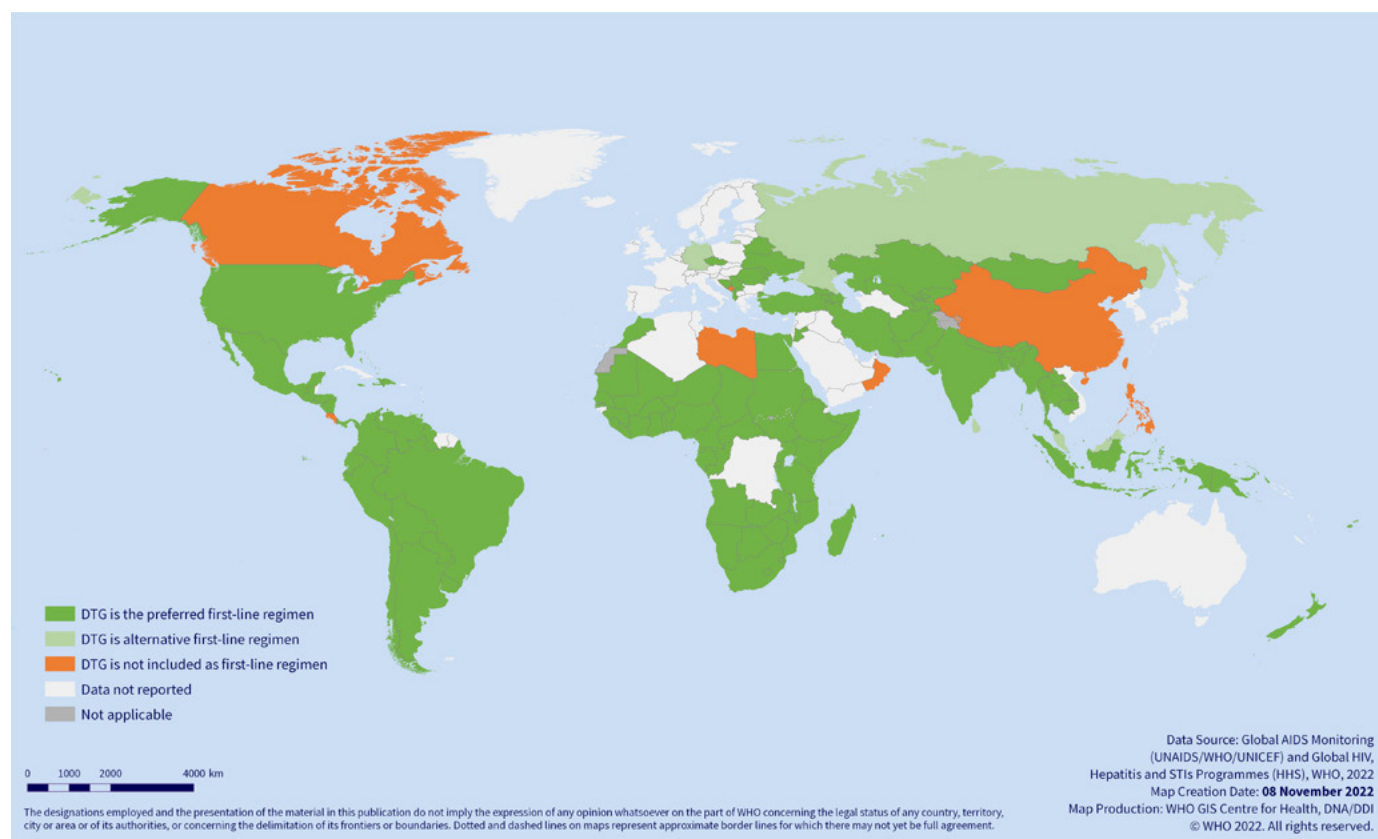 DTG is the preferred first-line regimen
DTG is alternative first-line regimen
DTG is not included as first-line regimen
Data not reported
Not applicable
0 1000 2000 4000 km
The designations employed and the presentation of the material in this publication do not imply the expression of any opinion whatsoever on the part of WHO concerning the legal status of any country, territory,
city or area or of its authorities, or concerning the delimitation of its frontiers or boundaries. Dotted and dashed lines on maps represent approximate border lines for which there may not yet be full agreement.
Data Source: Global AIDS Monitoring
(UNAIDS/WHO/UNICEF) and Global HIV,
Hepatitis and STIs Programmes (HHS), WHO, 2022
Map Creation Date: 08 November 2022
Map Production: WHO GIS Centre for Health, DNA/DDI
© WHO 2022. All rights reserved.